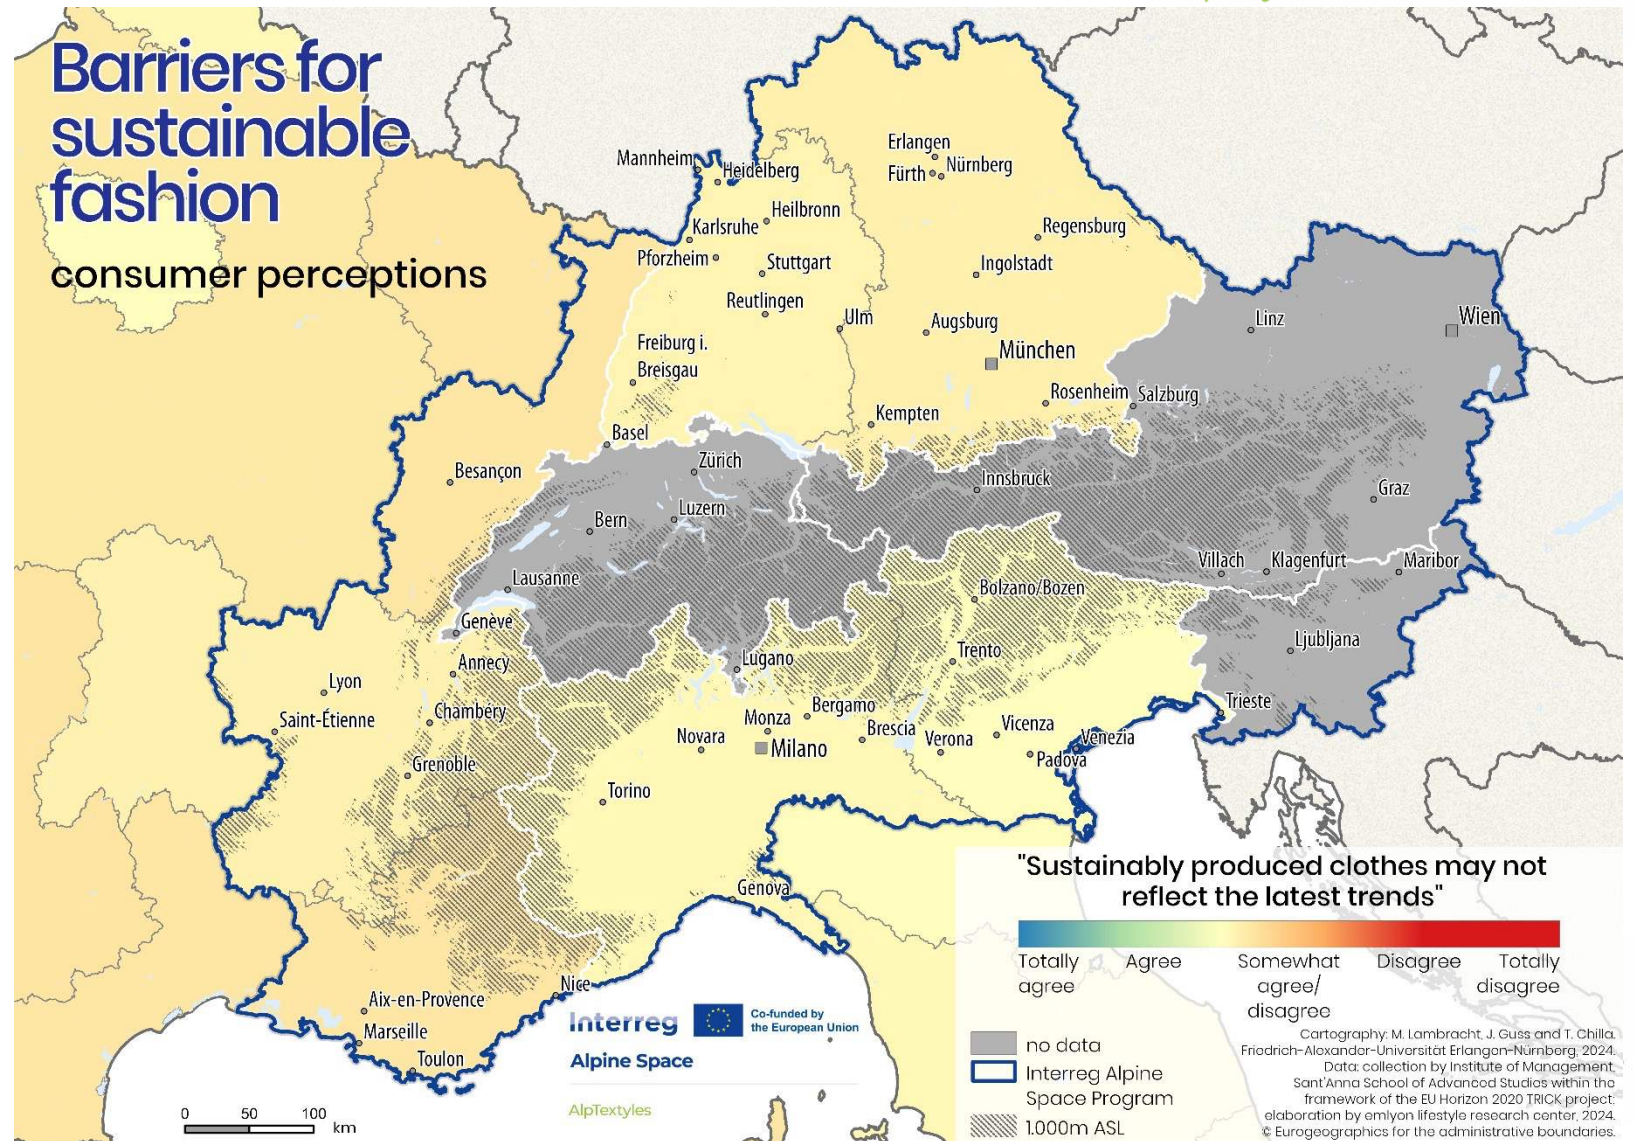 Barriers for
sustainable
fashion
consumer perceptions
Erlangen
Mannheim
Heidelberg
Fürth
Nürnberg
Heilbronn
Karlsruhe
Regensburg
Pforzheim
Stuttgart
Ingolstadt
Reutlingen
Ulm
Augsburg
Linz
Wien
Freiburg i.
Breisgau
München
Rosenheim
Salzburg
Kempten
Basel
Zürich
Besançon
Innsbruck
Graz
Luzern
Bern
Villach
Klagenfurt
Maribor
Lausanne
Bolzano/Bozen
Genève
Ljubljana
Annecy
Lugano
Trento
Lyon
Trieste
Saint-Étienne
Chambéry
Monza
Bergamo
Novara
Milano
Brescia
Verona
Vicenza
Venezia
Padova
Grenoble
Torino
Genova
Nice
Aix-en-Provence
Marseille
Toulon
"Sustainably produced clothes may not
reflect the latest trends"
Totally
agree
Agree
Somewhat
agree/
disagree
Disagree
Totally
disagree
no data
Interreg Alpine
Space Program
1.000m ASL
Interreg
Co-funded by
the European Union
Alpine Space
AlpTextyles
0 50 100
km
Cartography: M. Lambracht, J. Guss and T. Chilla.
Friedrich-Alexander-Universität Erlangen-Nürnberg, 2024.
Data: collection by Institute of Management,
Sant'Anna School of Advanced Studies within the
framework of the EU Horizon 2020 TRICK project;
elaboration by emlyon lifestyle research center, 2024.
© Eurogeographics for the administrative boundaries.